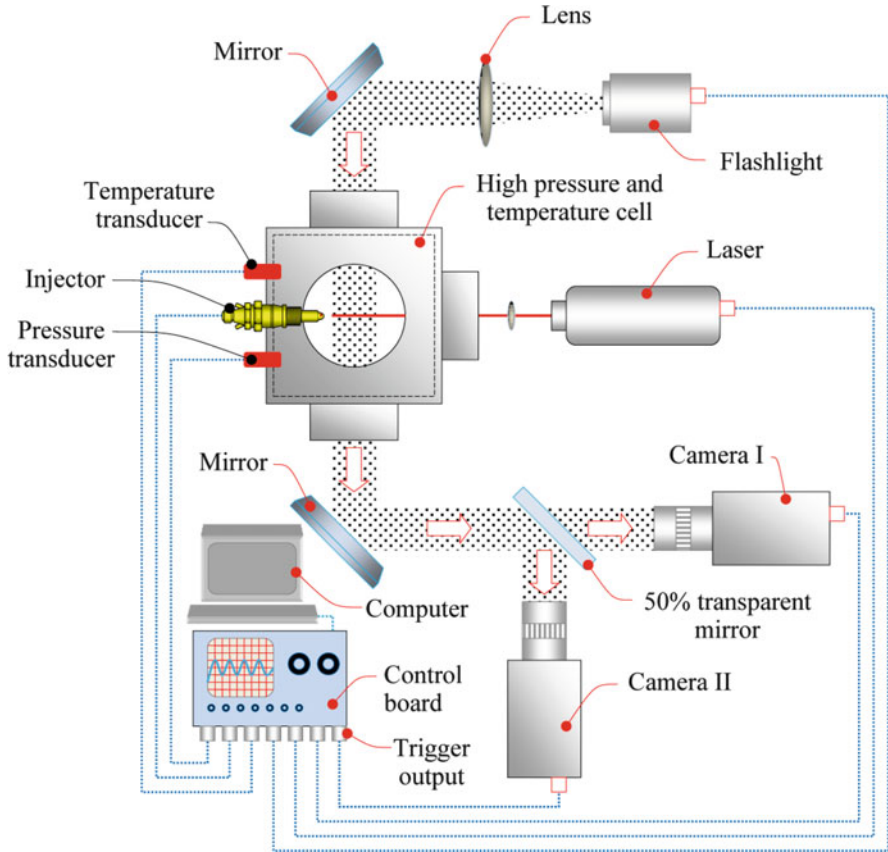 Lens
Mirror
Flashlight
Temperature
transducer
High pressure and
temperature cell
Laser
Injector
Pressure
transducer
Mirror
Camera I
Computer
50% transparent
mirror
Control
board
Camera II
Trigger
output